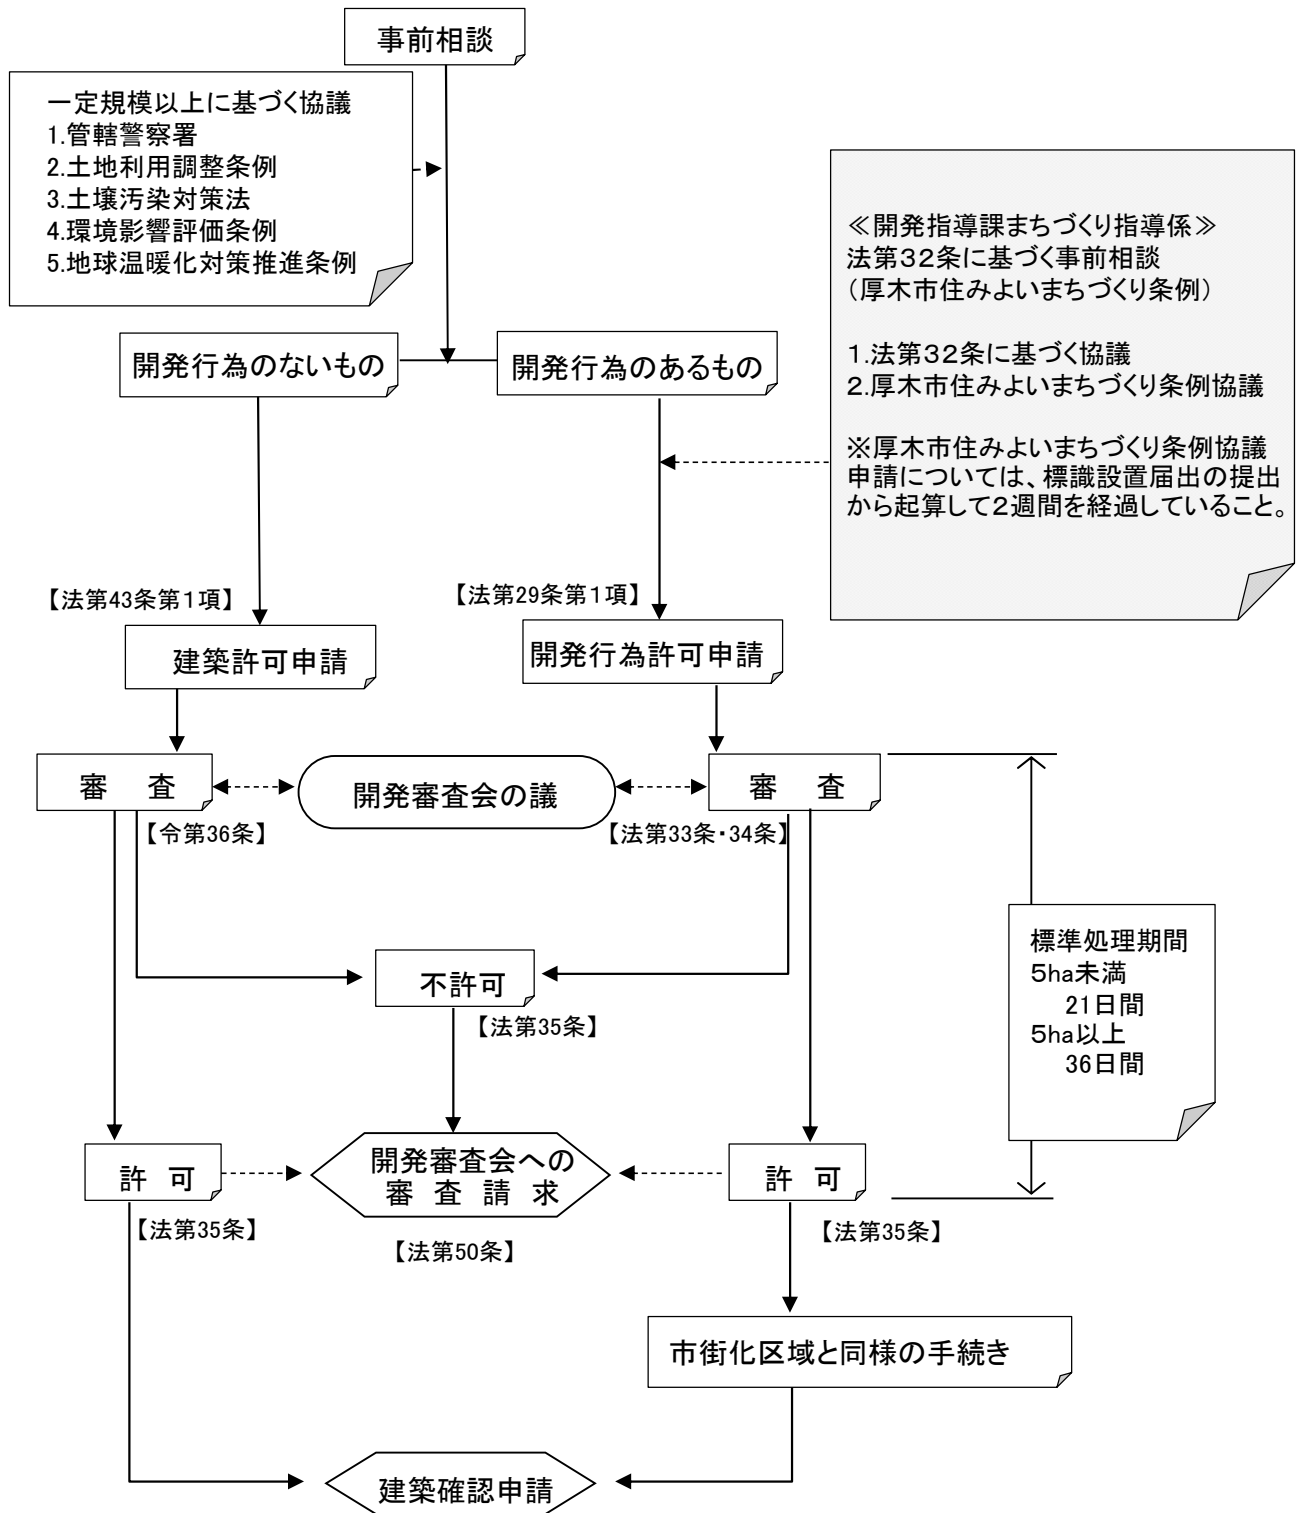 事前相談
一定規模以上に基づく協議
1.管轄警察署
2.土地利用調整条例
3.土壌汚染対策法
4.環境影響評価条例
5.地球温暖化対策推進条例
≪開発指導課まちづくり指導係≫
法第３２条に基づく事前相談
（厚木市住みよいまちづくり条例）
１.法第３２条に基づく協議
２.厚木市住みよいまちづくり条例協議
※厚木市住みよいまちづくり条例協議
申請については、標識設置届出の提出
から起算して２週間を経過していること。
開発行為のないもの
開発行為のあるもの
【法第43条第１項】
【法第29条第１項】
建築許可申請
開発行為許可申請
審　査
開発審査会の議
審　査
【令第36条】
【法第33条・34条】
標準処理期間
５ha未満
21日間
５ha以上
36日間
不許可
【法第35条】
許　可
開発審査会への
審　査　請　求
許　可
【法第35条】
【法第50条】
【法第35条】
市街化区域と同様の手続き
建築確認申請